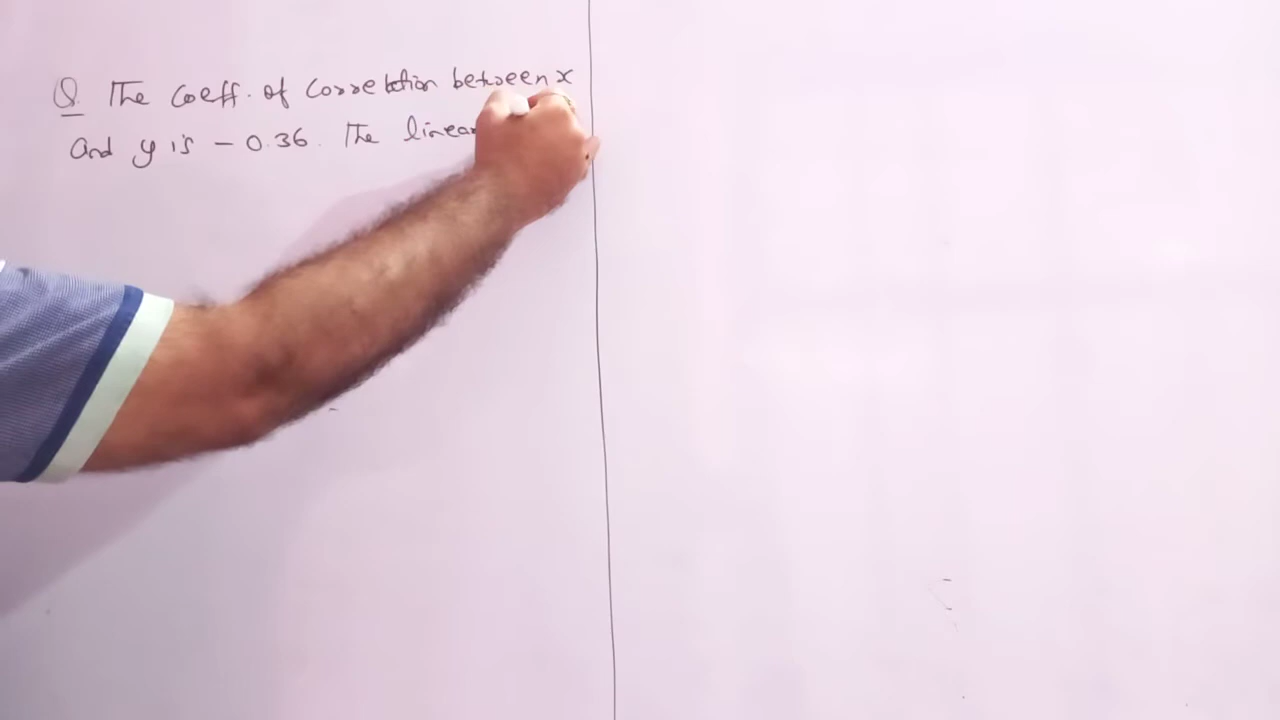 Q. The Coeff. of Correlation between x
and y is - 0.36. The linear